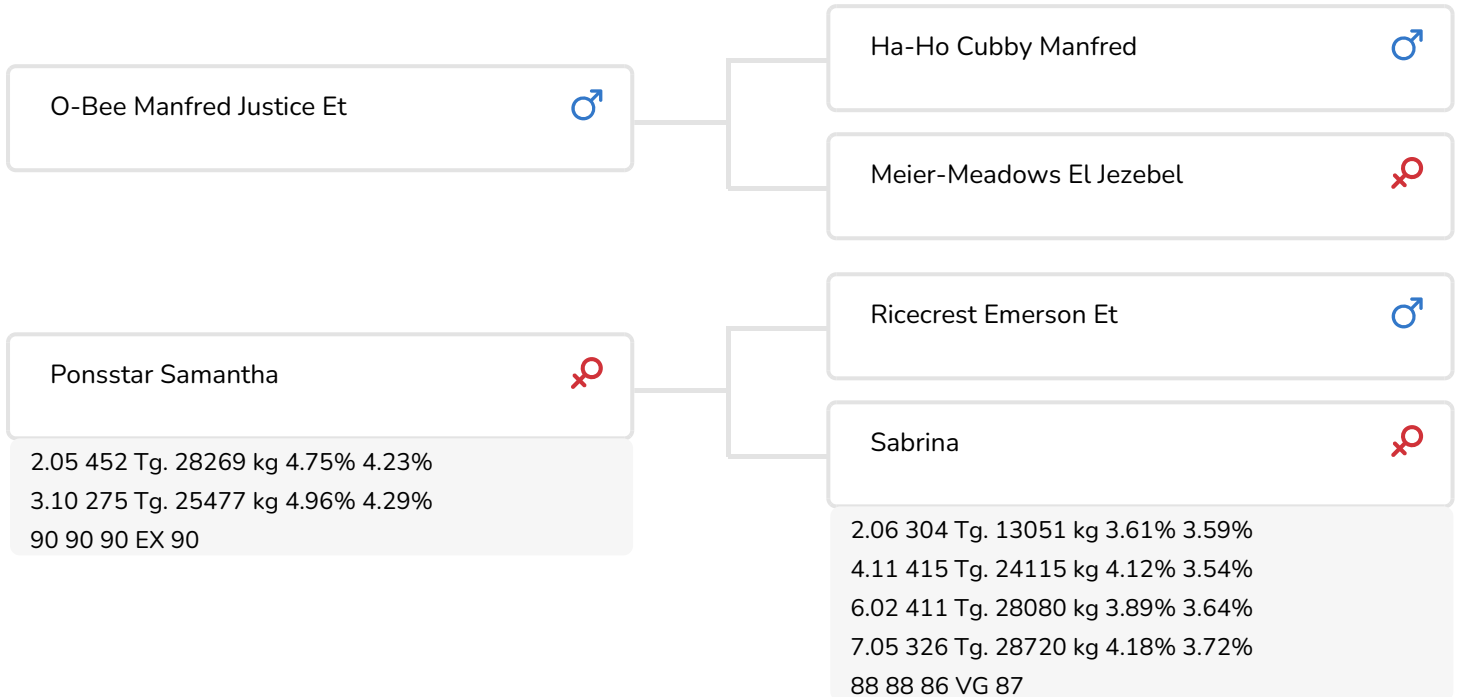 O-Bee Manfred Justice Et
Ha-Ho Cubby Manfred
Meier-Meadows El Jezebel
Ponsstar Samantha
2.05 452 Tg. 28269 kg 4.75% 4.23%
3.10 275 Tg. 25477 kg 4.96% 4.29%
90 90 90 EX 90
Ricecrest Emerson Et
Sabrina
2.06 304 Tg. 13051 kg 3.61% 3.59%
4.11 415 Tg. 24115 kg 4.12% 3.54%
6.02 411 Tg. 28080 kg 3.89% 3.64%
7.05 326 Tg. 28720 kg 4.18% 3.72%
88 88 86 VG 87